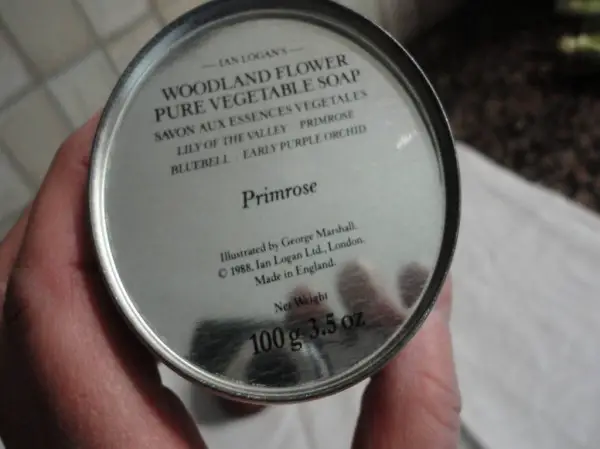 — IAN LOGAN'S —
WOODLAND FLOWER
PURE VEGETABLE SOAP
SAVON AUX ESSENCES VEGETALES
LILY OF THE VALLEY PRIMROSE
BLUEBELL EARLY PURPLE ORCHID
Primrose
Illustrated by George Marshall.
© 1988, Ian Logan Ltd., London.
Made in England.
Net Weight
100 g 3.5 oz